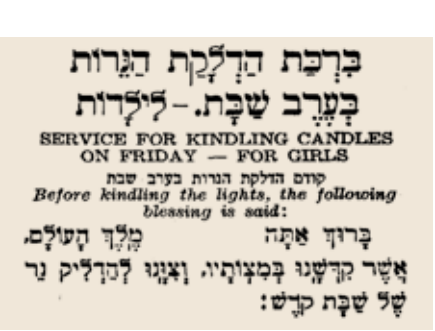 בִּרְכַּת הַדְלָקַת הַנֵּרוֹת
בְּעֶרֶב שַׁבָּת. – לִילָדוֹת
SERVICE FOR KINDLING CANDLES
ON FRIDAY — FOR GIRLS
קודם הדלקת הנרות בערב שבת
Before kindling the lights, the following
blessing is said:
בָּרוּךְ אַתָּה מֶלֶךְ הָעוֹלָם,
אֲשֶׁר קִדְּשָׁנוּ בְּמִצְוֹתָיו, וְצִוָּנוּ לְהַדְלִיק נֵר
שֶׁל שַׁבָּת קֹדֶשׁ: